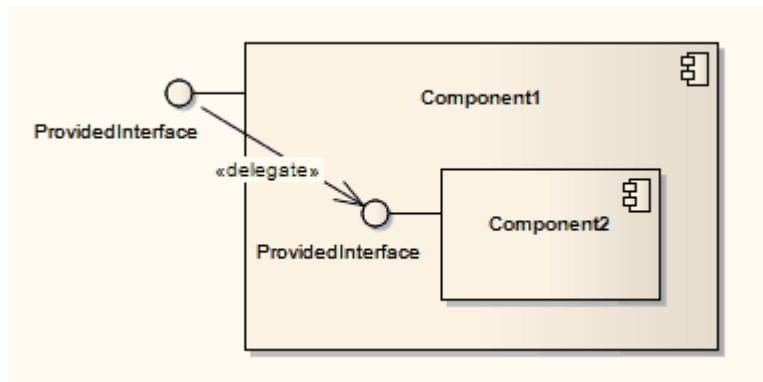 Component1
ProvidedInterface
«delegate»
Component2
ProvidedInterface